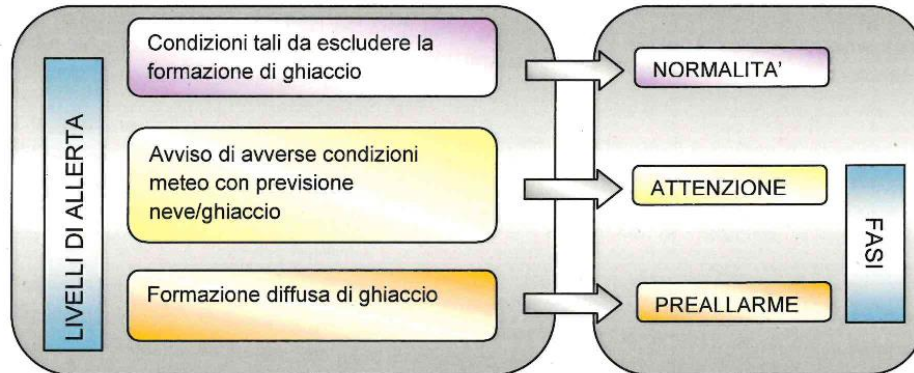 LIVELLI DI ALLERTA
Condizioni tali da escludere la
formazione di ghiaccio
NORMALITA'
Avviso di avverse condizioni
meteo con previsione
neve/ghiaccio
ATTENZIONE
Formazione diffusa di ghiaccio
PREALLARME
FASI